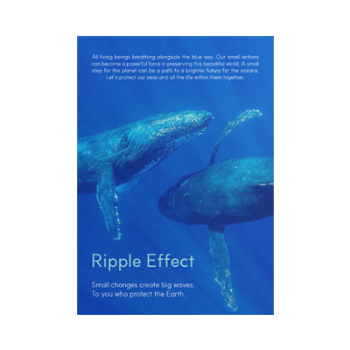 All living beings breathing alongside the blue sea. Our small actions
can become a powerful force in preserving this beautiful world. A small
step for the planet can be a path to a brighter future for the oceans.
Let's protect our seas and all the life within them together.
Ripple Effect
Small changes create big waves.
To you who protect the Earth.